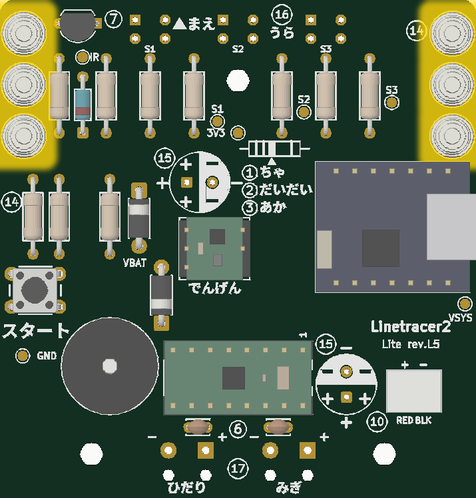 ⑦
▲まえ
⑯
うら
⑭
IR
S1
S2
S3
S1
S2
S3
3V3
⑮
①ちゃ
②だいだい
③あか
⑭
VBAT
でんげん
スタート
GND
VSYS
Linetracer2
Lite rev.L5
1
⑮
⑥
⑩
RED BLK
⑰
ひだり
みぎ